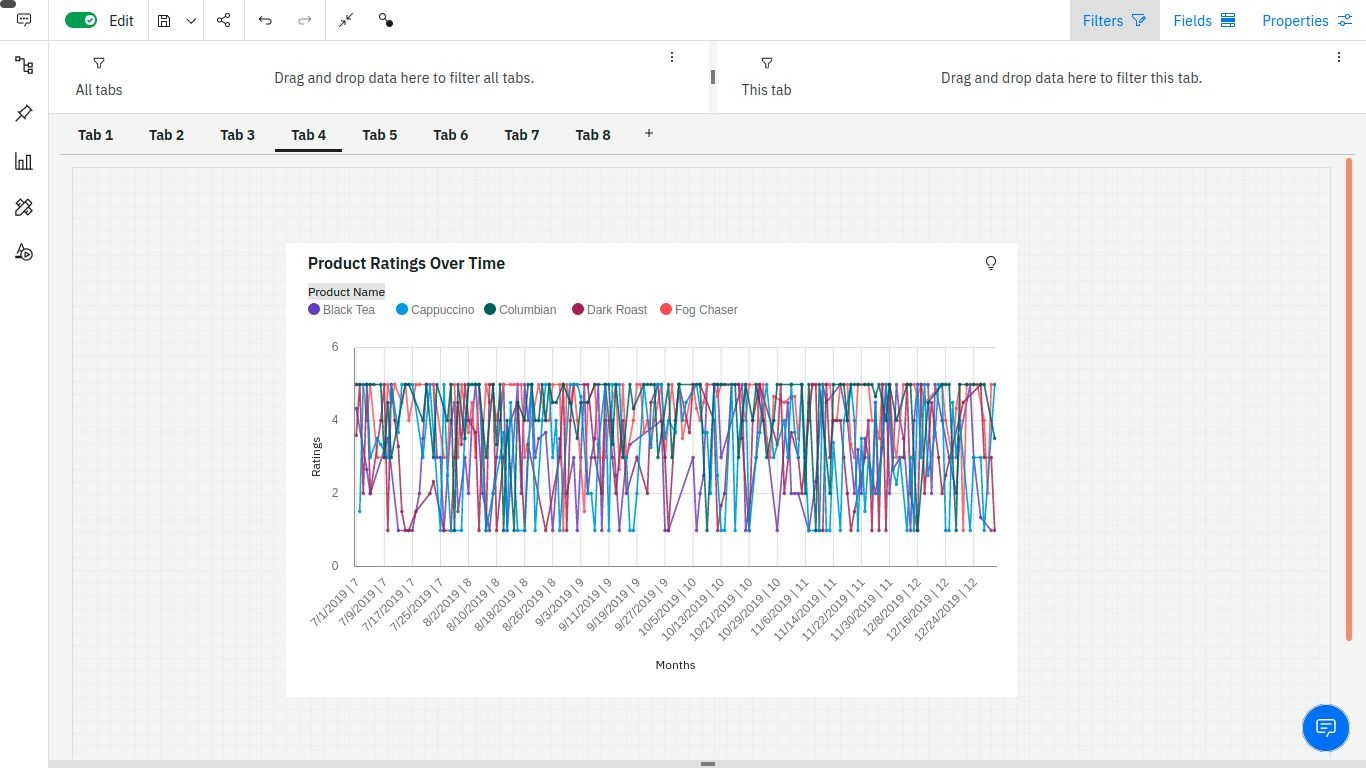 Edit
Filters
Fields
Properties
All tabs
Drag and drop data here to filter all tabs.
This tab
Drag and drop data here to filter this tab.
Tab 1
Tab 2
Tab 3
Tab 4
Tab 5
Tab 6
Tab 7
Tab 8
Product Ratings Over Time
Product Name
Black Tea
Cappuccino
Columbian
Dark Roast
Fog Chaser
6
4
2
0
Ratings
7/1/2019 | 7
7/9/2019 | 7
7/17/2019 | 7
7/25/2019 | 7
8/2/2019 | 8
8/10/2019 | 8
8/18/2019 | 8
8/26/2019 | 8
9/3/2019 | 9
9/11/2019 | 9
9/19/2019 | 9
9/27/2019 | 9
10/5/2019 | 10
10/13/2019 | 10
10/21/2019 | 10
10/29/2019 | 10
11/6/2019 | 11
11/14/2019 | 11
11/22/2019 | 11
11/30/2019 | 11
12/8/2019 | 12
12/16/2019 | 12
12/24/2019 | 12
Months